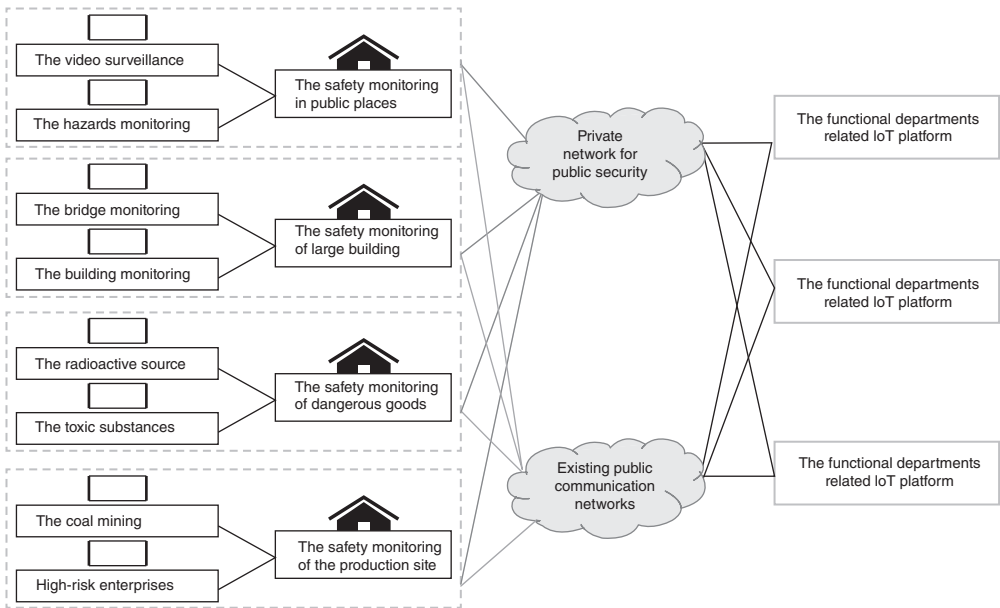 The video surveillance
The hazards monitoring
The safety monitoring
in public places
The bridge monitoring
The building monitoring
The safety monitoring
of large building
The radioactive source
The toxic substances
The safety monitoring
of dangerous goods
The coal mining
High-risk enterprises
The safety monitoring
of the production site
Private
network for
public security
Existing public
communication
networks
The functional departments
related IoT platform
The functional departments
related IoT platform
The functional departments
related IoT platform